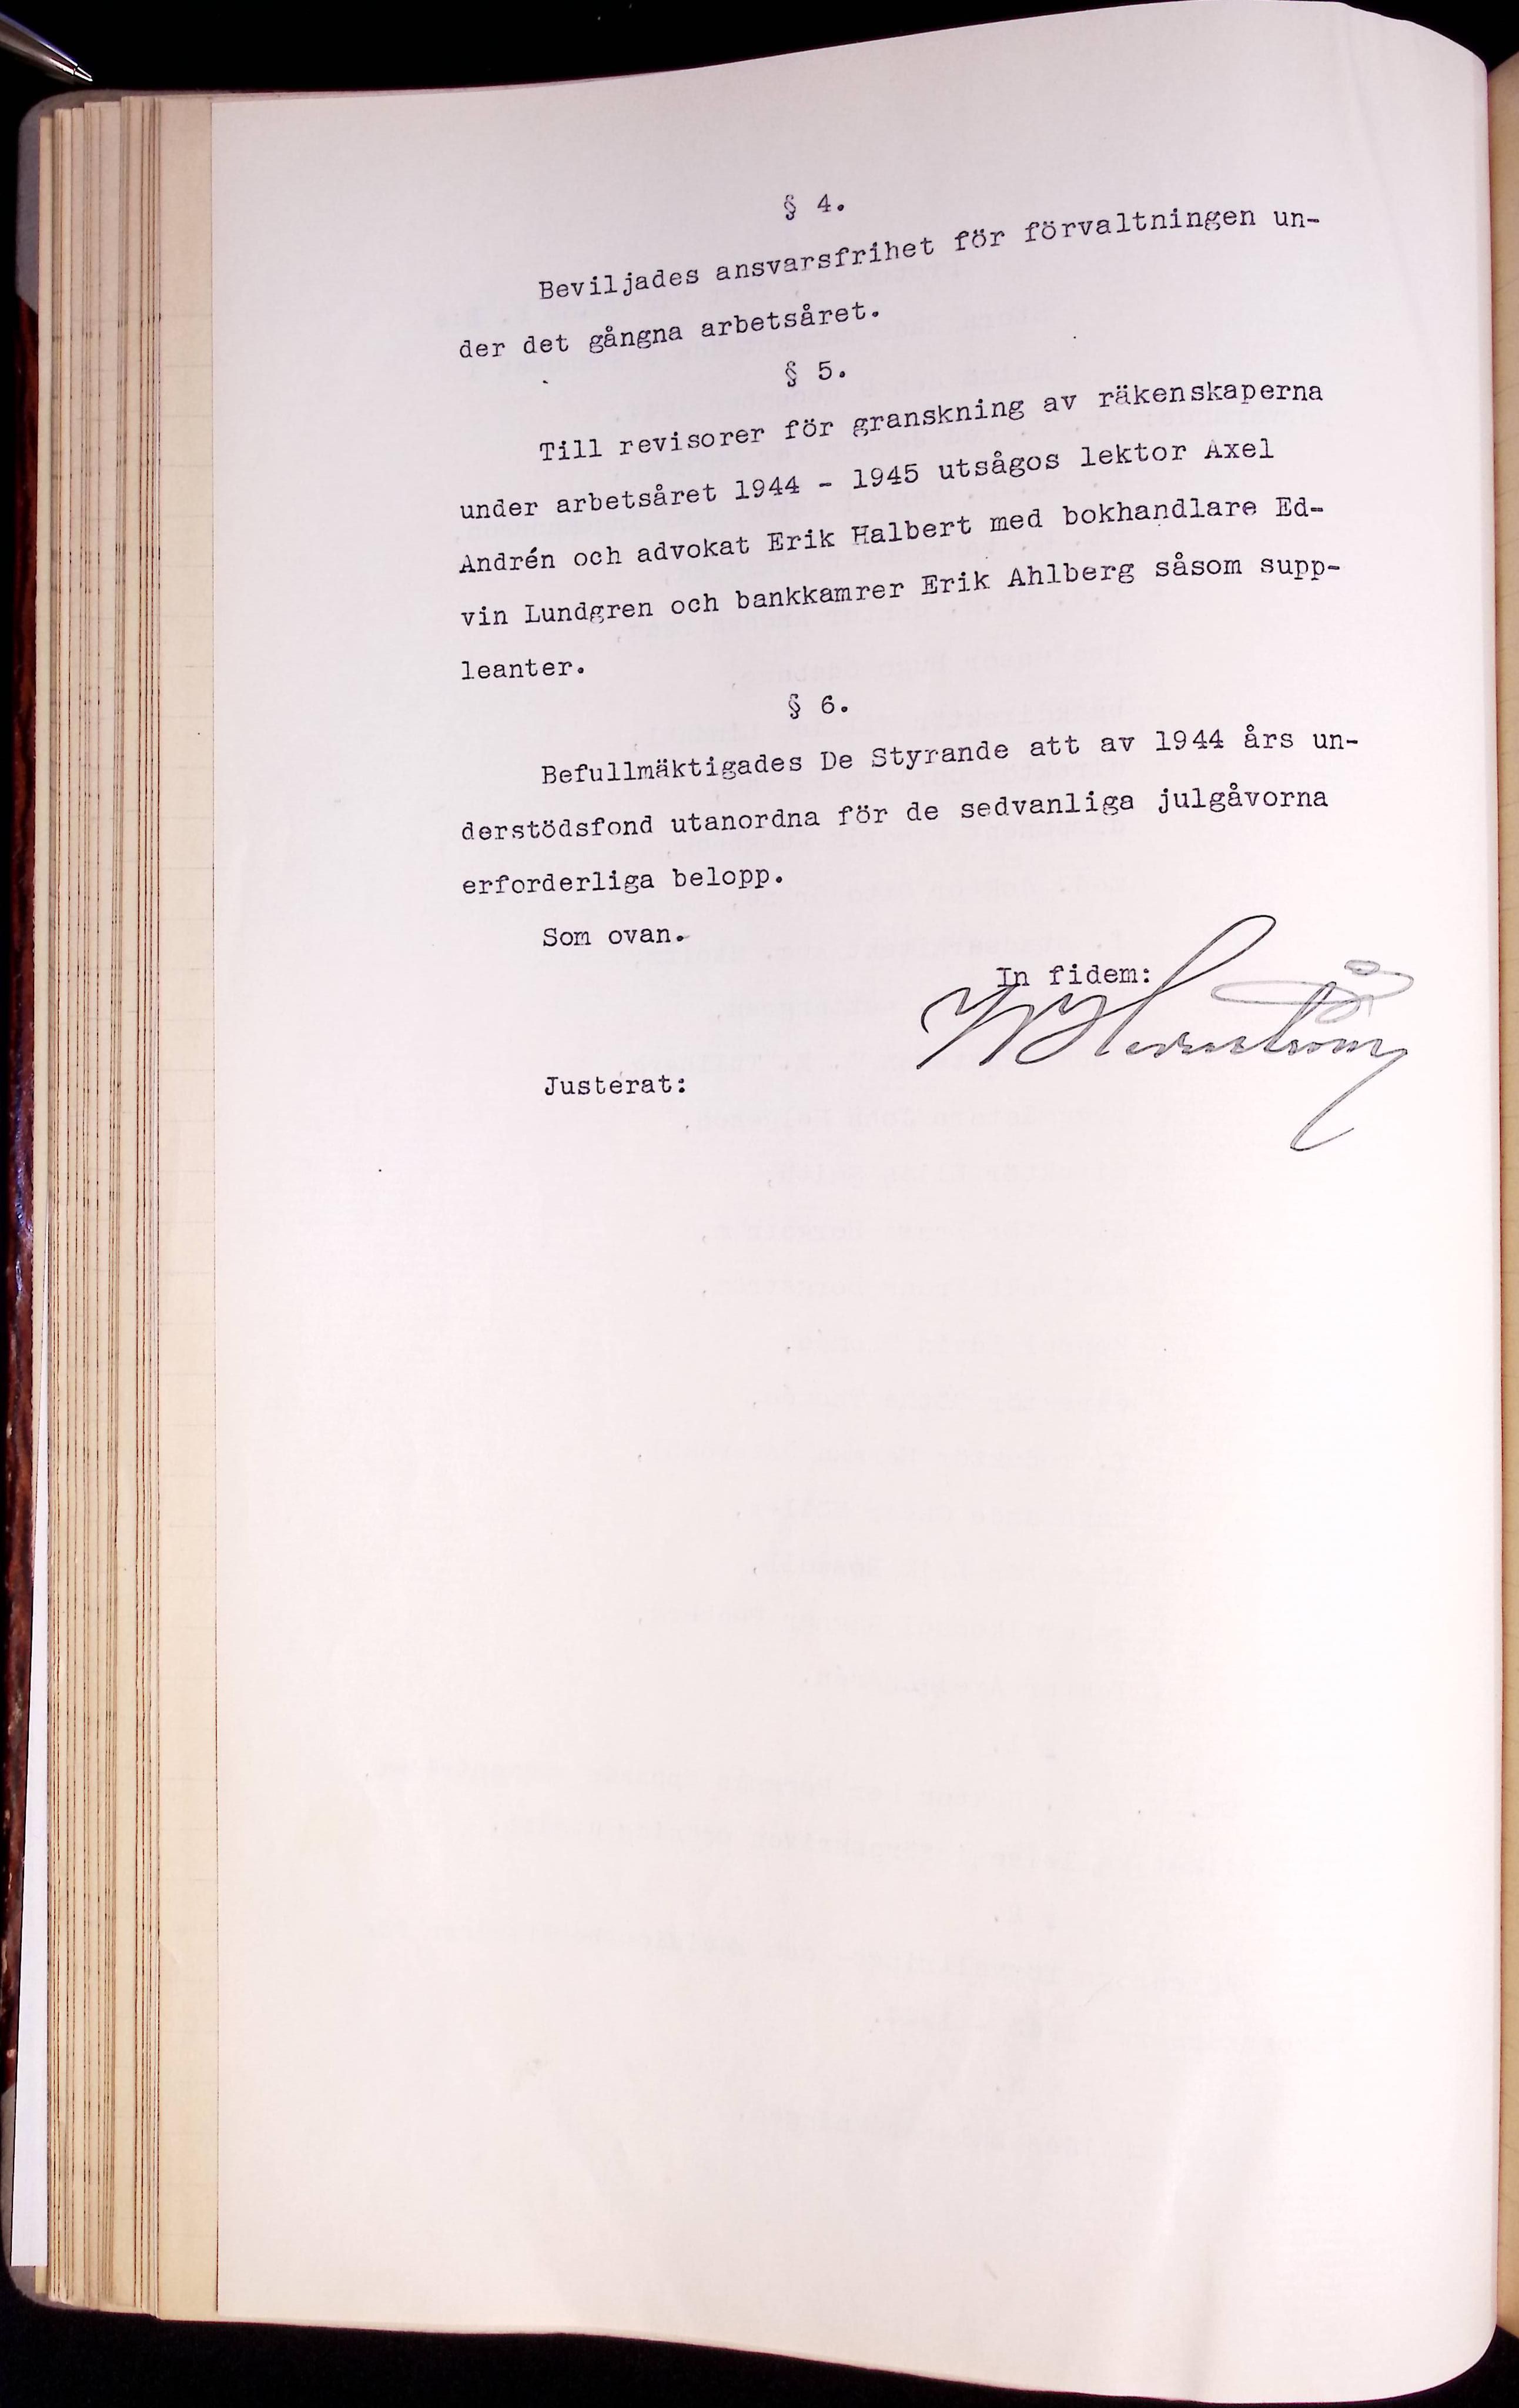 § 4.
Beviljades ansvarsfrihet för förvaltningen un-
der det gångna arbetsåret.
§ 5.
Till revisorer för granskning av räkenskaperna
under arbetsåret 1944 - 1945 utsågos lektor Axel
Andrén och advokat Erik Halbert med bokhandlare Ed-
vin Lundgren och bankkamrer Erik Ahlberg såsom supp-
leanter.
§ 6.
Befullmäktigades De Styrande att av 1944 års un-
derstödsfond utanordna för de sedvanliga julgåvorna
erforderliga belopp.
Som ovan.
In fidem:
Justerat: